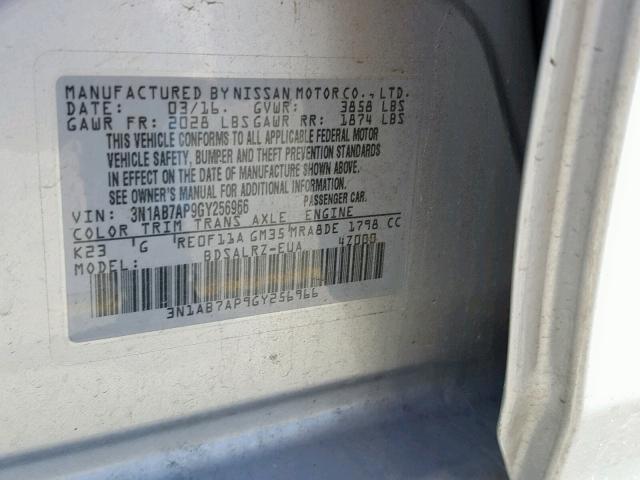 MANUFACTURED BY NISSAN MOTOR CO., LTD.
DATE: 03/16. GVWR: 3858 LBS
GAWR FR: 2028 LBS GAWR RR: 1874 LBS
THIS VEHICLE CONFORMS TO ALL APPLICABLE FEDERAL MOTOR
VEHICLE SAFETY, BUMPER AND THEFT PREVENTION STANDARDS
IN EFFECT ON THE DATE OF MANUFACTURE SHOWN ABOVE.
SEE OWNER'S MANUAL FOR ADDITIONAL INFORMATION.
VIN: 3N1AB7AP9GY256966 PASSENGER CAR.
COLOR TRIM TRANS AXLE ENGINE
K23 G RE0F11A GM35 MRA8DE 1798 CC
MODEL: BDSALRZ-EUA 47000
3N1AB7AP9GY256966